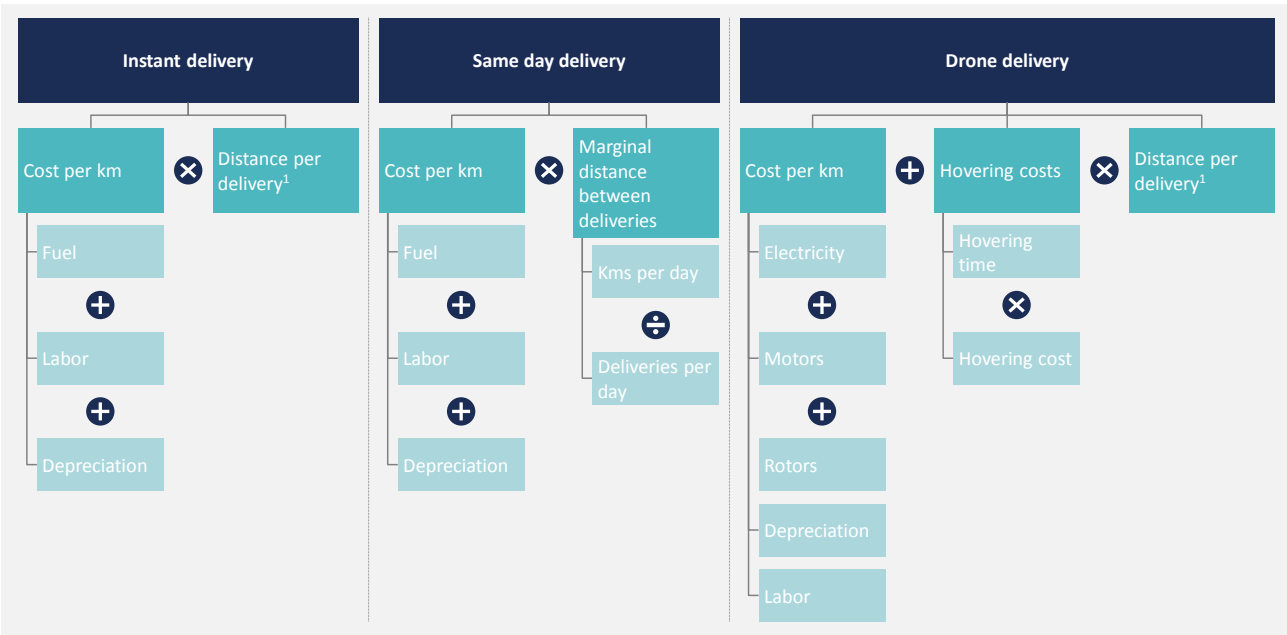 Instant delivery
Cost per km
×
Distance per
delivery¹
Fuel
+
Labor
+
Depreciation
Same day delivery
Cost per km
×
Marginal
distance
between
deliveries
Fuel
+
Labor
+
Depreciation
Kms per day
÷
Deliveries per
day
Drone delivery
Cost per km
+
Hovering costs
×
Distance per
delivery¹
Electricity
+
Motors
+
Rotors
Depreciation
Labor
Hovering
time
×
Hovering cost